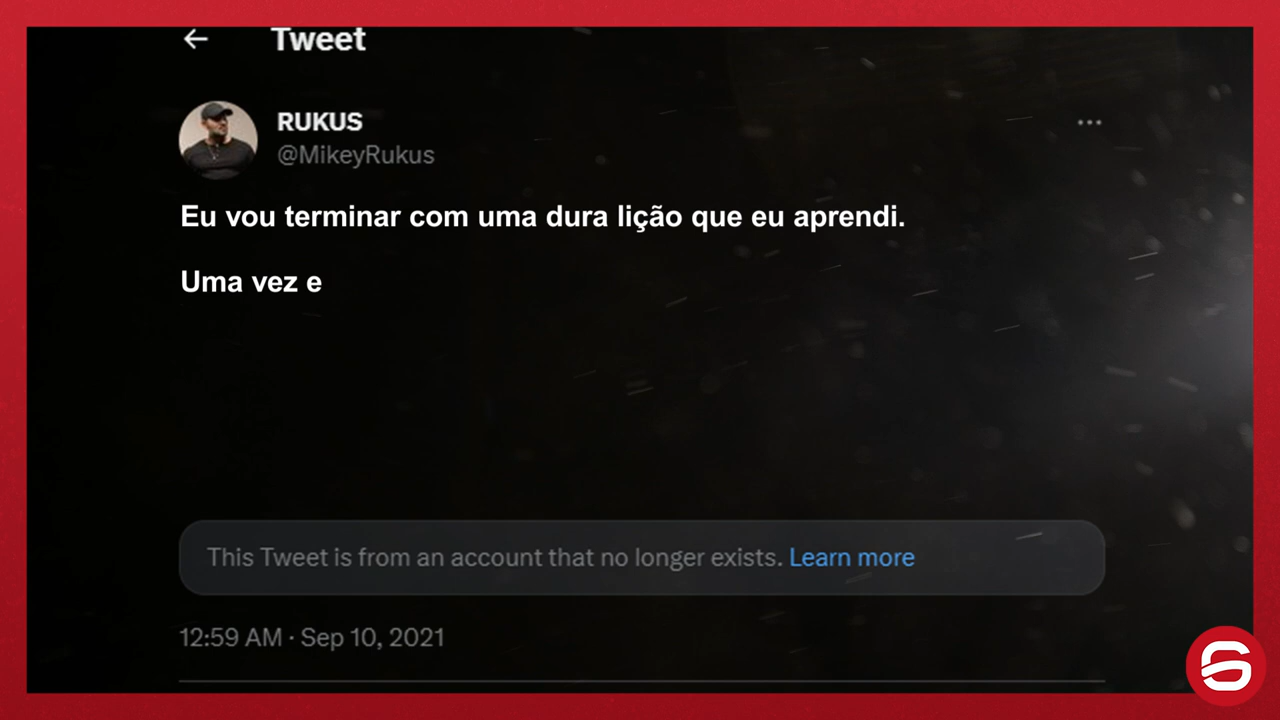 Tweet
RUKUS
@MikeyRukus
Eu vou terminar com uma dura lição que eu aprendi.
Uma vez e
This Tweet is from an account that no longer exists. Learn more
12:59 AM · Sep 10, 2021